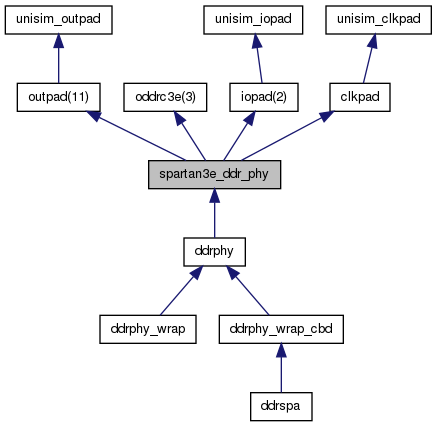 unisim_outpad
unisim_iopad
unisim_clkpad
outpad(11)
oddrc3e(3)
iopad(2)
clkpad
spartan3e_ddr_phy
ddrphy
ddrphy_wrap
ddrphy_wrap_cbd
ddrspa